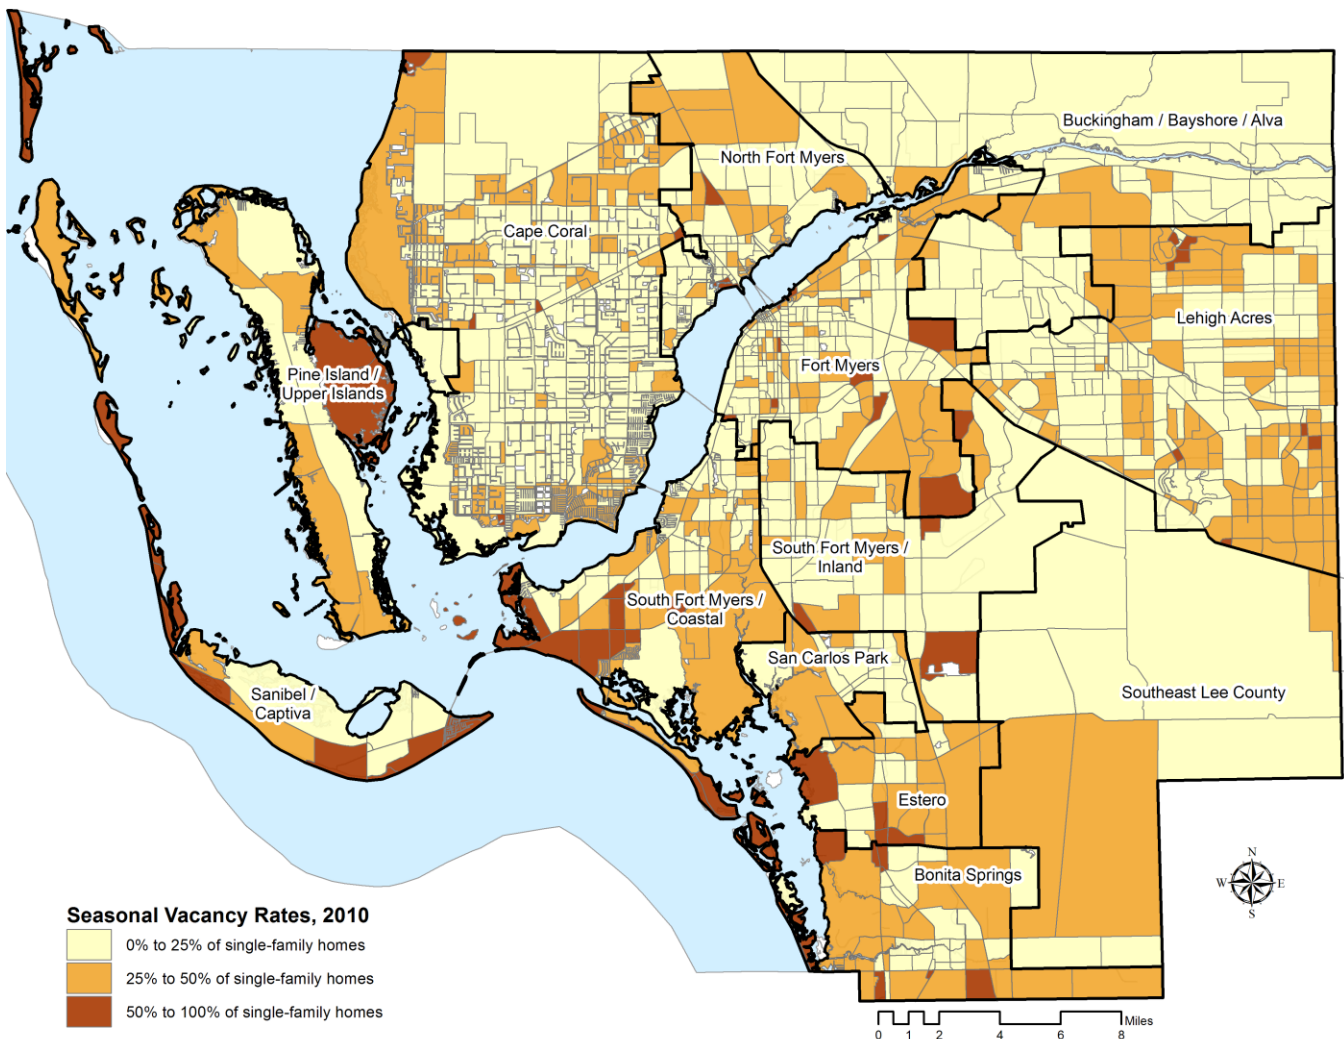 Buckingham / Bayshore / Alva
North Fort Myers
Cape Coral
Lehigh Acres
Fort Myers
Pine Island /
Upper Islands
South Fort Myers /
Inland
South Fort Myers /
Coastal
San Carlos Park
Sanibel /
Captiva
Southeast Lee County
Estero
Bonita Springs
N
W E
S
Seasonal Vacancy Rates, 2010
0% to 25% of single-family homes
25% to 50% of single-family homes
50% to 100% of single-family homes
Miles
0 1 2 4 6 8